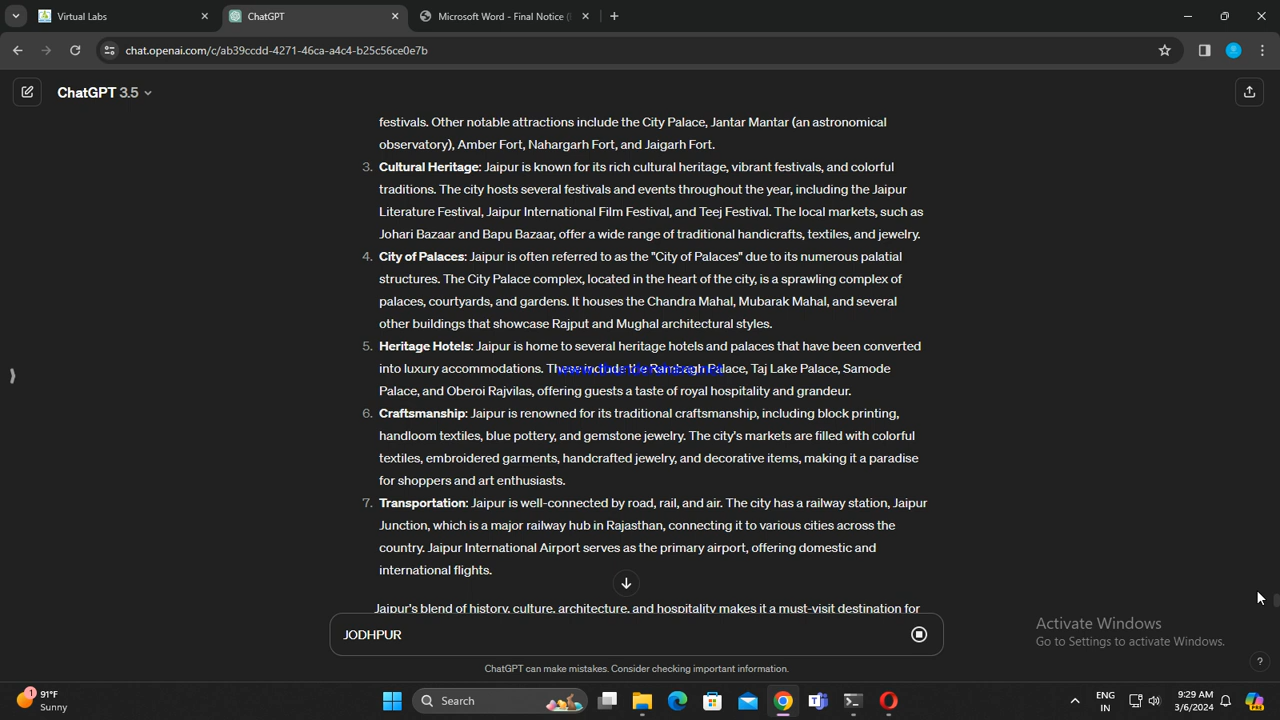 Virtual Labs
ChatGPT
Microsoft Word - Final Notice (
chat.openai.com/c/ab39ccdd-4271-46ca-a4c4-b25c56ce0e7b
ChatGPT 3.5
festivals. Other notable attractions include the City Palace, Jantar Mantar (an astronomical
observatory), Amber Fort, Nahargarh Fort, and Jaigarh Fort.
3. Cultural Heritage: Jaipur is known for its rich cultural heritage, vibrant festivals, and colorful
traditions. The city hosts several festivals and events throughout the year, including the Jaipur
Literature Festival, Jaipur International Film Festival, and Teej Festival. The local markets, such as
Johari Bazaar and Bapu Bazaar, offer a wide range of traditional handicrafts, textiles, and jewelry.
4. City of Palaces: Jaipur is often referred to as the "City of Palaces" due to its numerous palatial
structures. The City Palace complex, located in the heart of the city, is a sprawling complex of
palaces, courtyards, and gardens. It houses the Chandra Mahal, Mubarak Mahal, and several
other buildings that showcase Rajput and Mughal architectural styles.
5. Heritage Hotels: Jaipur is home to several heritage hotels and palaces that have been converted
into luxury accommodations. These include the Rambagh Palace, Taj Lake Palace, Samode
Palace, and Oberoi Rajvilas, offering guests a taste of royal hospitality and grandeur.
6. Craftsmanship: Jaipur is renowned for its traditional craftsmanship, including block printing,
handloom textiles, blue pottery, and gemstone jewelry. The city's markets are filled with colorful
textiles, embroidered garments, handcrafted jewelry, and decorative items, making it a paradise
for shoppers and art enthusiasts.
7. Transportation: Jaipur is well-connected by road, rail, and air. The city has a railway station, Jaipur
Junction, which is a major railway hub in Rajasthan, connecting it to various cities across the
country. Jaipur International Airport serves as the primary airport, offering domestic and
international flights.
Jaipur's blend of history, culture, architecture, and hospitality makes it a must-visit destination for
JODHPUR
Activate Windows
Go to Settings to activate Windows.
ChatGPT can make mistakes. Consider checking important information.
?
1
91°F
Sunny
Search
ENG
IN
9:29 AM
3/6/2024
PRE